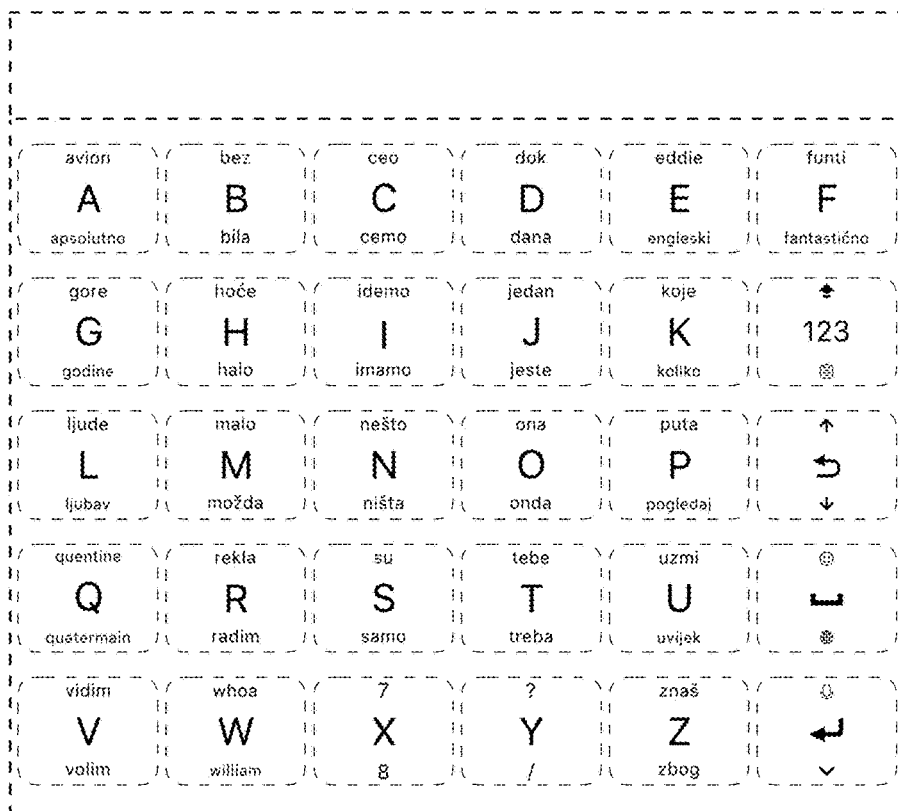 avion bez ceo dok eddie funti
A B C D E F
apsolutno bila cemo dana engleski fantastično
gore hoće idemo jedan koje
G H I J K 123
godine halo imamo jeste koliko
ljude malo nešto ona puta
L M N O P
ljubav možda ništa onda pogledaj
quentine rekla su tebe uzmi
Q R S T U
quatermain radim samo treba uvijek
vidim whoa 7 ? znaš
V W X Y Z
volim william 8 / zbog